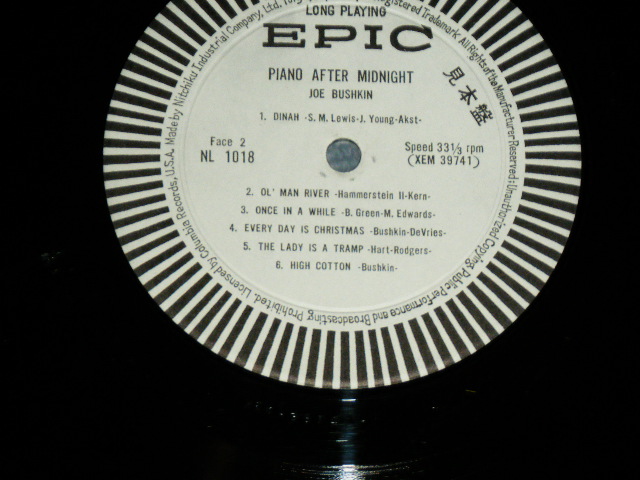 LONG PLAYING
EPIC
PIANO AFTER MIDNIGHT
JOE BUSHKIN
見本盤
1. DINAH -S. M. Lewis-J. Young-Akst-
Face 2
NL 1018
Speed 33⅓ rpm
(XEM 39741)
2. OL' MAN RIVER -Hammerstein II-Kern-
3. ONCE IN A WHILE -B. Green-M. Edwards-
4. EVERY DAY IS CHRISTMAS -Bushkin-DeVries-
5. THE LADY IS A TRAMP -Hart-Rodgers-
6. HIGH COTTON -Bushkin-
Registered Trademark All Rights of the Manufacturer Reserved: Unauthorized Copying, Public Performance and Broadcasting Prohibited. Licensed by Columbia Records, U.S.A. Made by Nitchiku Industrial Company, Ltd.